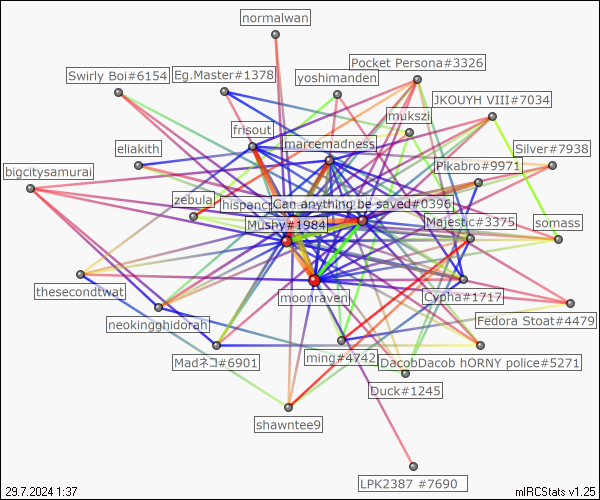 normalwan
Pocket Persona#3326
Swirly Boi#6154
Eg.Master#1378
yoshimanden
JKOUYH VIII#7034
mukszi
frisout
marcemadness
eliakith
Silver#7938
Pikabro#9971
bigcitysamurai
zebula
hispanc
Can anything be saved#0396
Mushy#1984
Majestic#3375
somass
thesecondtwat
moonraven
Cypha#1717
neokingghidorah
Fedora Stoat#4479
Madネコ#6901
ming#4742
DacobDacob hORNY police#5271
Duck#1245
shawntee9
LPK2387 #7690
29.7.2024 1:37
mIRCStats v1.25